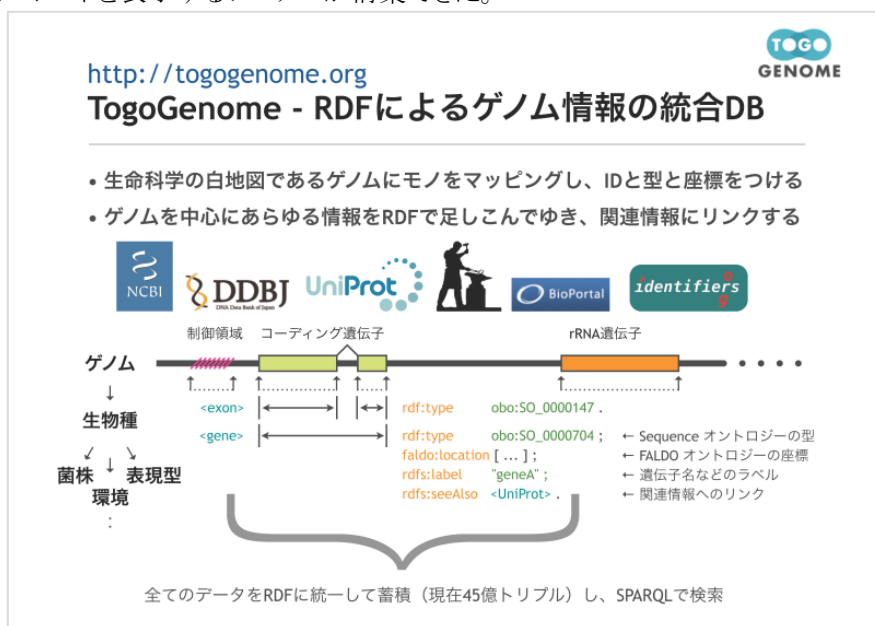 TOGO
GENOME
http://togogenome.org
TogoGenome - RDFによるゲノム情報の統合DB
• 生命科学の白地図であるゲノムにモノをマッピングし、IDと型と座標をつける
• ゲノムを中心にあらゆる情報をRDFで足しこんでゆき、関連情報にリンクする
NCBI
DDBJ
DNA Data Bank of Japan
UniProt
BioPortal
identifiers
org
制御領域 コーディング遺伝子 rRNA遺伝子
ゲノム
↓
生物種
<exon> rdf:type obo:SO_0000147 .
<gene> rdf:type obo:SO_0000704 ; ← Sequence オントロジーの型
faldo:location [ ... ] ; ← FALDO オントロジーの座標
rdfs:label "geneA" ; ← 遺伝子名などのラベル
rdfs:seeAlso <UniProt> . ← 関連情報へのリンク
↙ ↓ ↘
菌株 表現型
環境
:
全てのデータをRDFに統一して蓄積（現在45億トリプル）し、SPARQLで検索